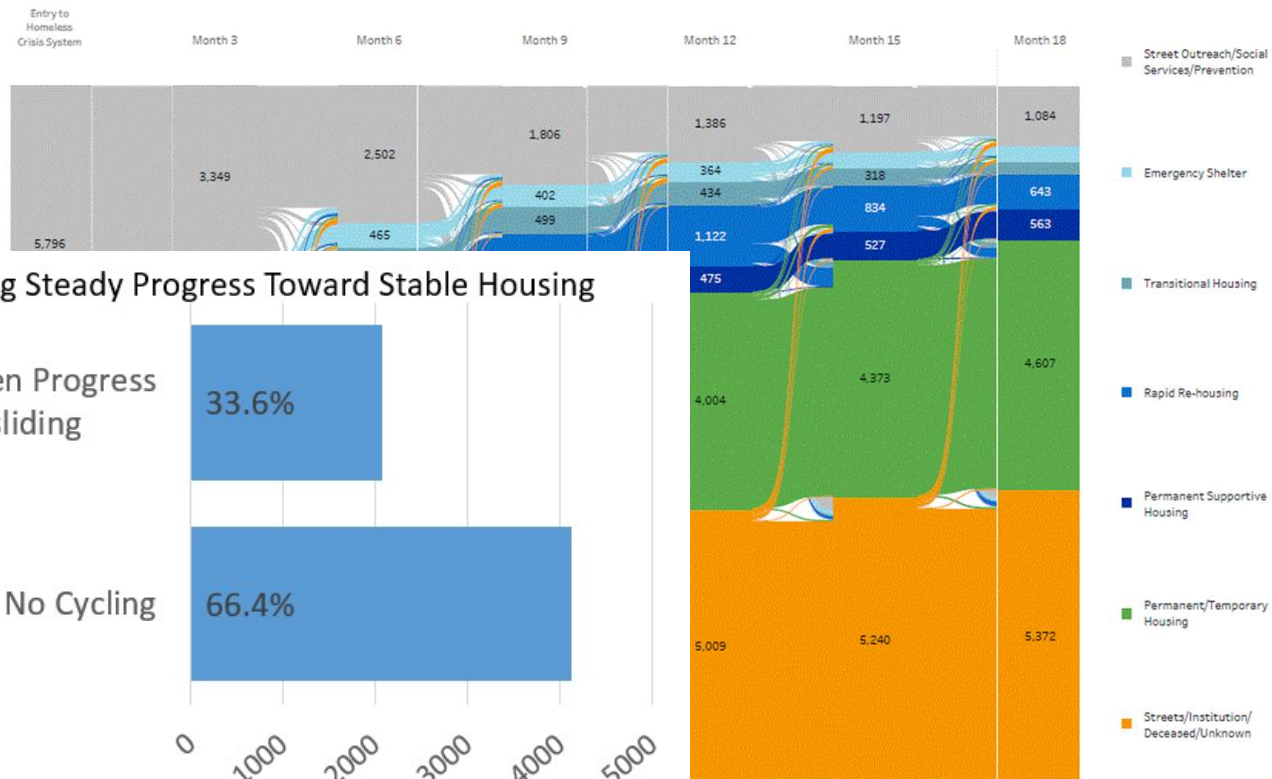 Entry to
Homeless
Crisis System
Month 3
Month 6
Month 9
Month 12
Month 15
Month 18
5,796
3,349
2,502
465
1,806
402
499
1,386
364
434
1,122
475
4,004
5,009
1,197
318
834
527
4,373
5,240
1,084
643
563
4,607
5,372
Street Outreach/Social
Services/Prevention
Emergency Shelter
Transitional Housing
Rapid Re-housing
Permanent Supportive
Housing
Permanent/Temporary
Housing
Streets/Institution/
Deceased/Unknown
g Steady Progress Toward Stable Housing
en Progress
sliding
33.6%
No Cycling
66.4%
0
1000
2000
3000
4000
5000